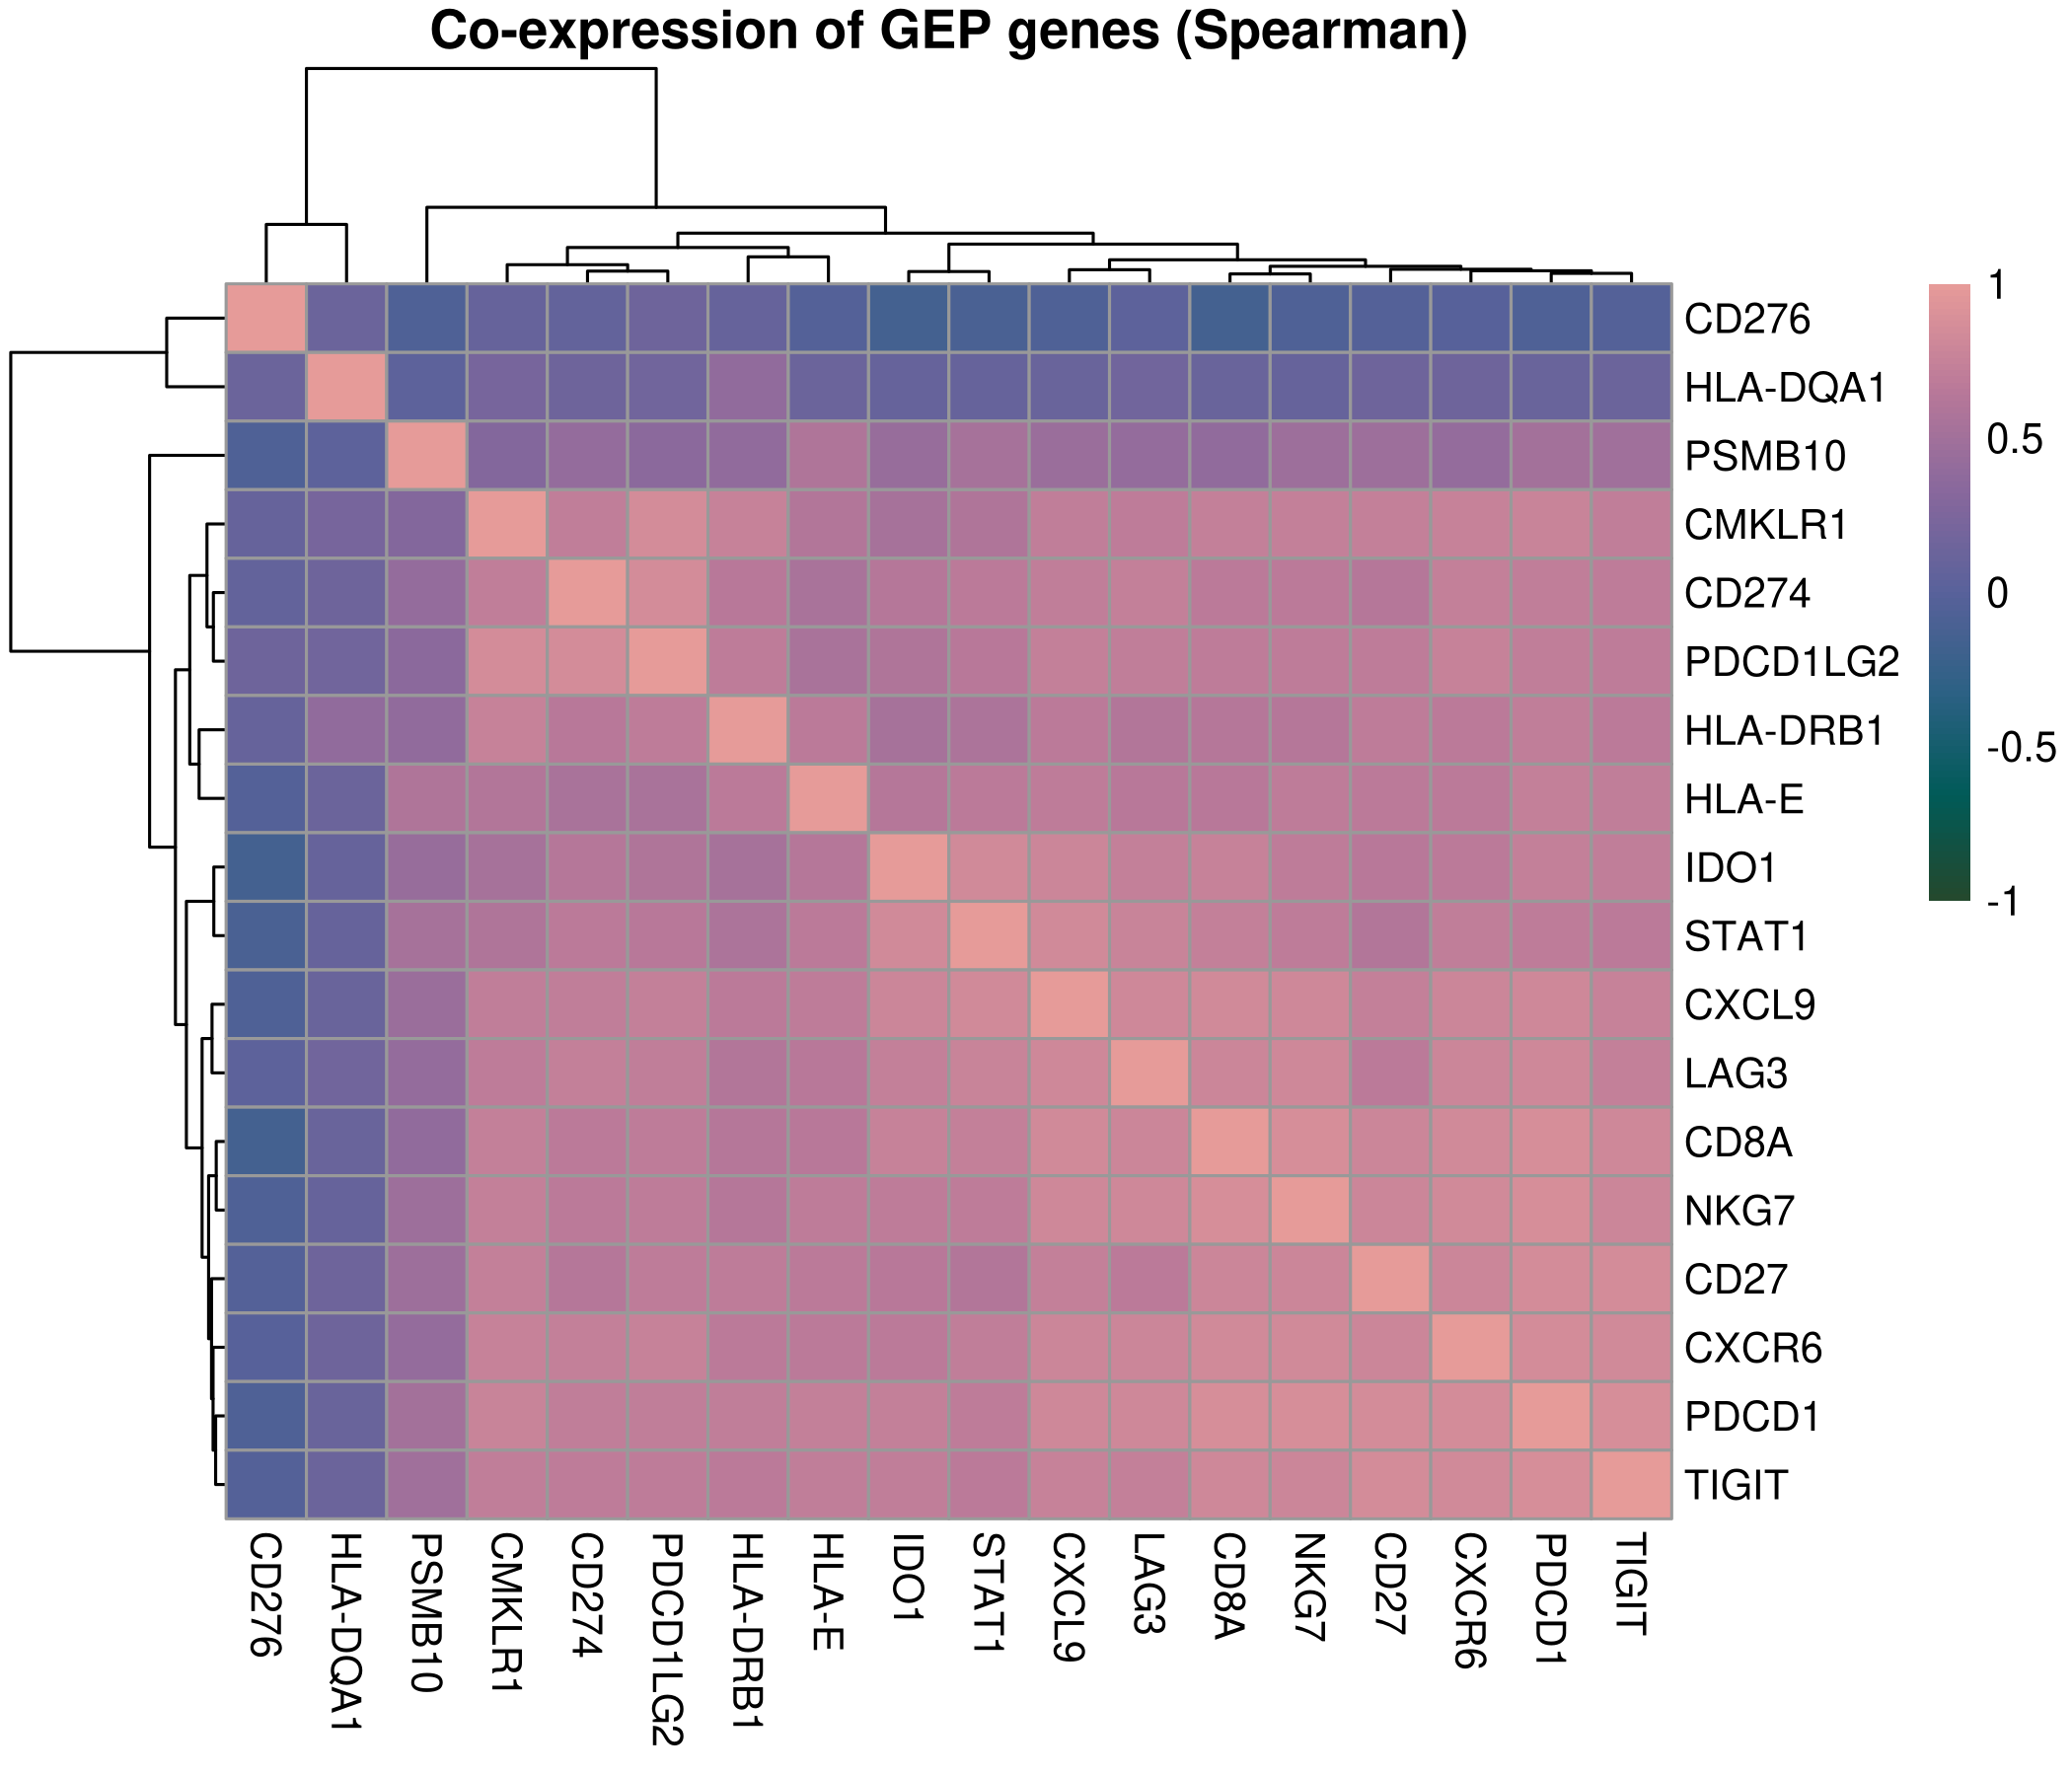 Co-expression of GEP genes (Spearman)
CD276
HLA-DQA1
PSMB10
CMKLR1
CD274
PDCD1LG2
HLA-DRB1
HLA-E
IDO1
STAT1
CXCL9
LAG3
CD8A
NKG7
CD27
CXCR6
PDCD1
TIGIT
1
0.5
0
-0.5
-1
CD276
HLA-DQA1
PSMB10
CMKLR1
CD274
PDCD1LG2
HLA-DRB1
HLA-E
IDO1
STAT1
CXCL9
LAG3
CD8A
NKG7
CD27
CXCR6
PDCD1
TIGIT